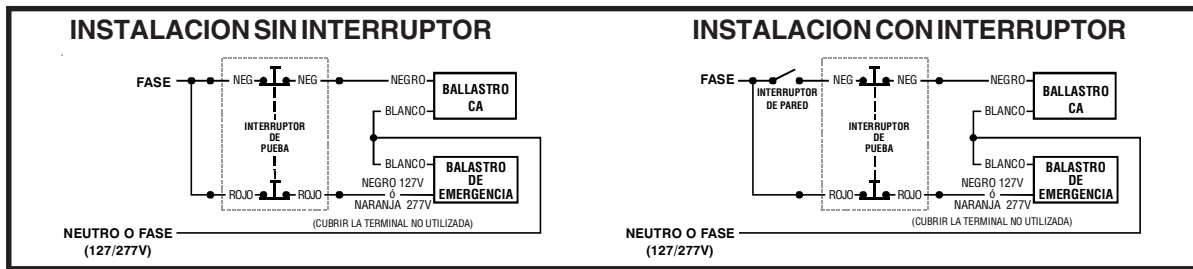 INSTALACION SIN INTERRUPTOR
FASE
NEG
NEG
NEGRO
BALLASTRO
CA
BLANCO
INTERRUPTOR
DE
PUEBA
BLANCO
BALASTRO
DE
EMERGENCIA
NEGRO 127V
Ó
NARANJA 277V
ROJO
ROJO
(CUBRIR LA TERMINAL NO UTILIZADA)
NEUTRO O FASE
(127/277V)
INSTALACION CON INTERRUPTOR
FASE
INTERRUPTOR
DE PARED
NEG
NEG
NEGRO
BALLASTRO
CA
BLANCO
INTERRUPTOR
DE
PUEBA
BLANCO
BALASTRO
DE
EMERGENCIA
NEGRO 127V
Ó
NARANJA 277V
ROJO
ROJO
(CUBRIR LA TERMINAL NO UTILIZADA)
NEUTRO O FASE
(127/277V)